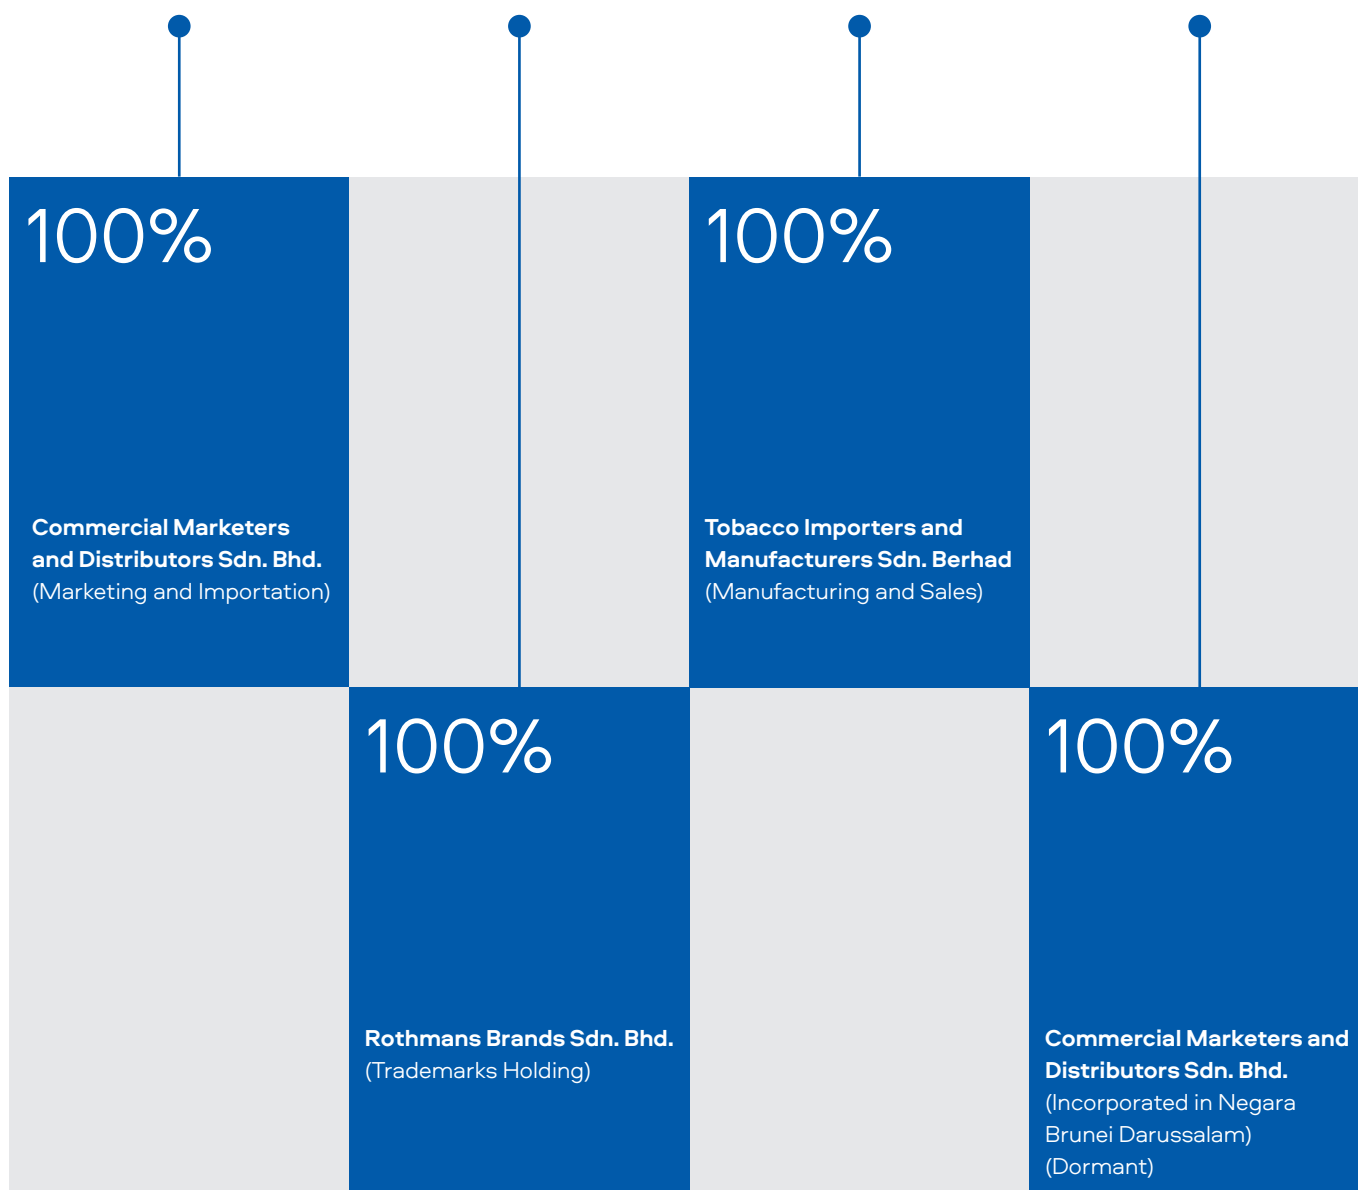 100%
Commercial Marketers
and Distributors Sdn. Bhd.
(Marketing and Importation)
100%
Rothmans Brands Sdn. Bhd.
(Trademarks Holding)
100%
Tobacco Importers and
Manufacturers Sdn. Berhad
(Manufacturing and Sales)
100%
Commercial Marketers and
Distributors Sdn. Bhd.
(Incorporated in Negara
Brunei Darussalam)
(Dormant)